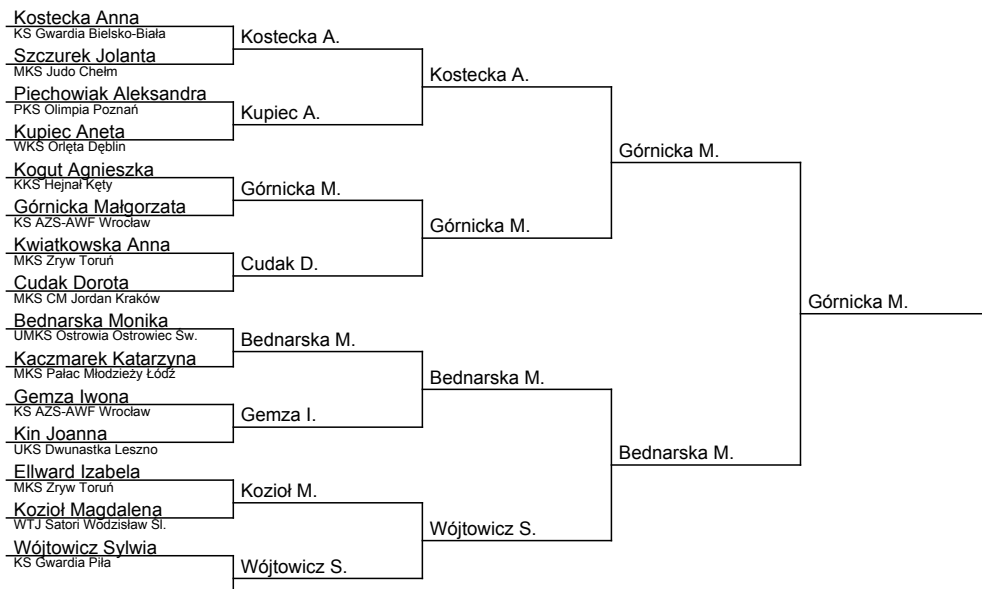 Kostecka Anna
KS Gwardia Bielsko-Biała
Kostecka A.
Szczurek Jolanta
MKS Judo Chełm
Kostecka A.
Piechowiak Aleksandra
PKS Olimpia Poznań
Kupiec A.
Kupiec Aneta
WKS Orlęta Dęblin
Górnicka M.
Kogut Agnieszka
KKS Hejnał Kęty
Górnicka M.
Górnicka Małgorzata
KS AZS-AWF Wrocław
Górnicka M.
Kwiatkowska Anna
MKS Zryw Toruń
Cudak D.
Cudak Dorota
MKS CM Jordan Kraków
Górnicka M.
Bednarska Monika
UMKS Ostrowia Ostrowiec Św.
Bednarska M.
Kaczmarek Katarzyna
MKS Pałac Młodzieży Łódź
Bednarska M.
Gemza Iwona
KS AZS-AWF Wrocław
Gemza I.
Kin Joanna
UKS Dwunastka Leszno
Bednarska M.
Ellward Izabela
MKS Zryw Toruń
Kozioł M.
Kozioł Magdalena
WTJ Satori Wodzisław Śl.
Wójtowicz S.
Wójtowicz Sylwia
KS Gwardia Piła
Wójtowicz S.